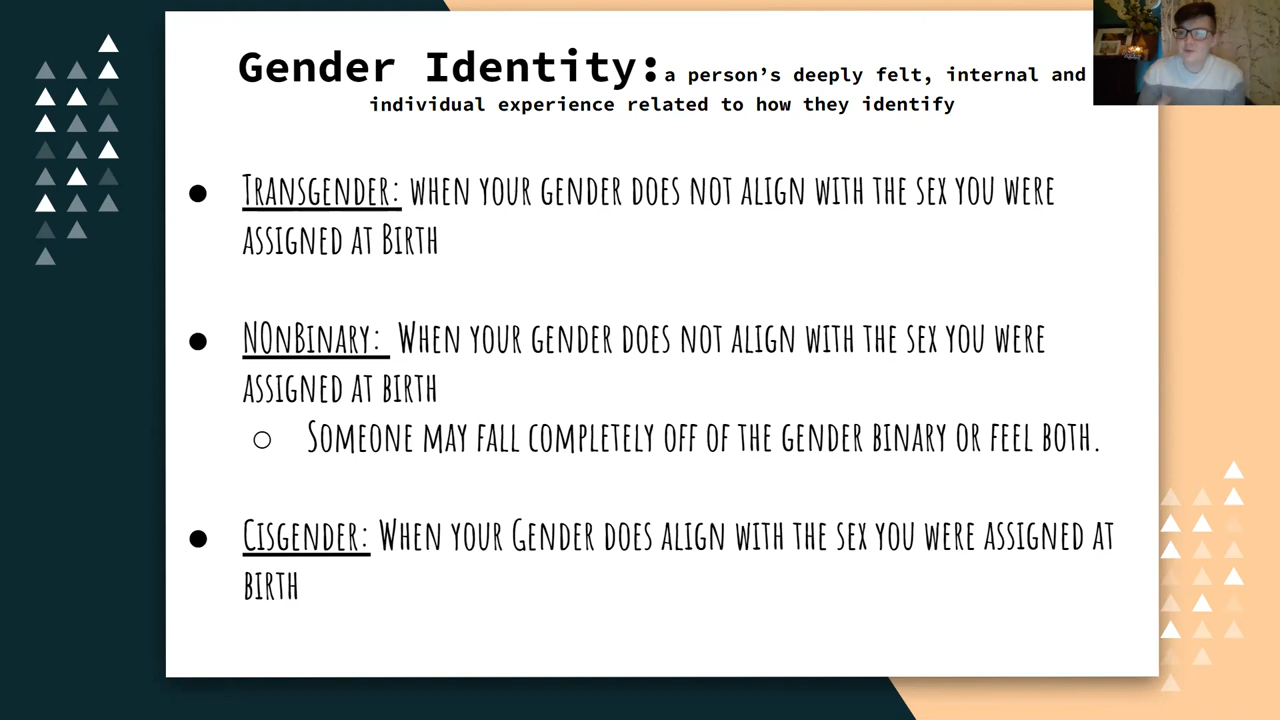 Gender Identity: a person's deeply felt, internal and
individual experience related to how they identify
● Transgender: when your gender does not align with the sex you were
assigned at Birth
● NOnBinary: When your gender does not align with the sex you were
assigned at birth
○ Someone may fall completely off of the gender binary or feel both.
● Cisgender: When your Gender does align with the sex you were assigned at
birth